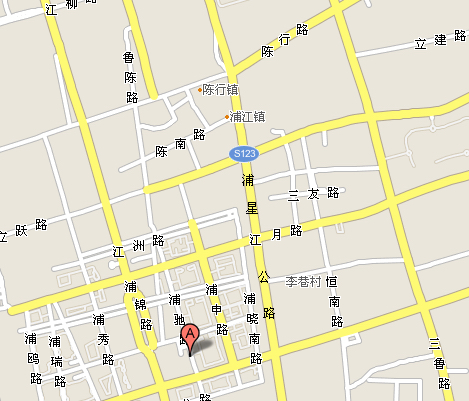 江柳路
鲁陈路
陈行路
立建路
陈行镇
浦江镇
陈南路
S123
浦星公路
三友路
立跃路
洲路
江月路
江
浦锦路
李巷村
恒南路
浦鸥路
浦瑞路
浦秀路
浦驰路
浦申路
浦晓南路
三鲁路
A